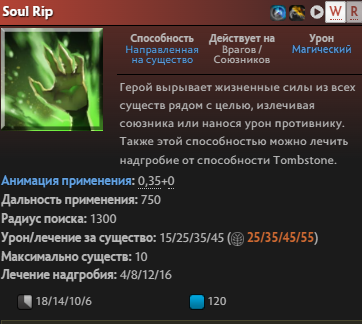 Soul Rip
W R
Способность
Направленная
на существо
Действует на
Врагов /
Союзников
Урон
Магический
Герой вырывает жизненные силы из всех
существ рядом с целью, излечивая
союзника или нанося урон противнику.
Также этой способностью можно лечить
надгробие от способности Tombstone.
Анимация применения: 0,35+0
Дальность применения: 750
Радиус поиска: 1300
Урон/лечение за существо: 15/25/35/45 (25/35/45/55)
Максимально существ: 10
Лечение надгробия: 4/8/12/16
18/14/10/6 120